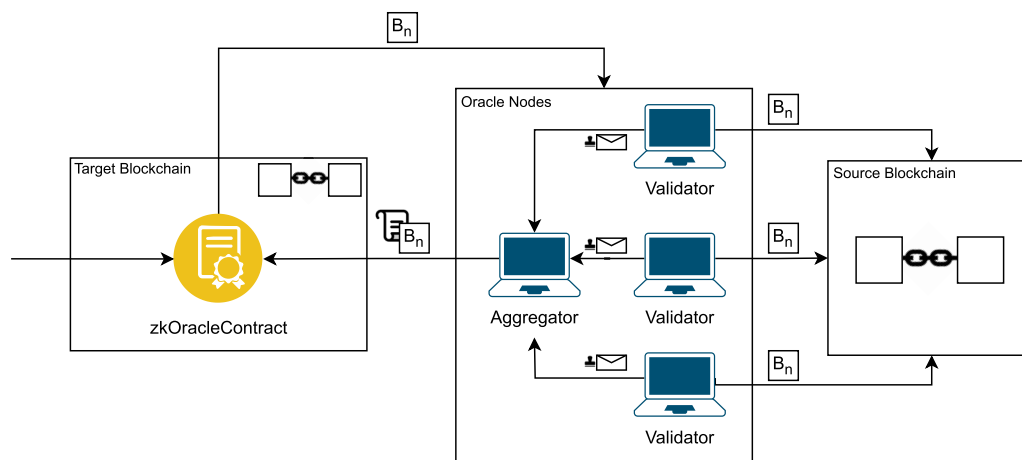 Bn
Oracle Nodes
Bn
Target Blockchain
Validator
Source Blockchain
Bn
Bn
zkOracleContract
Aggregator
Validator
Bn
Validator